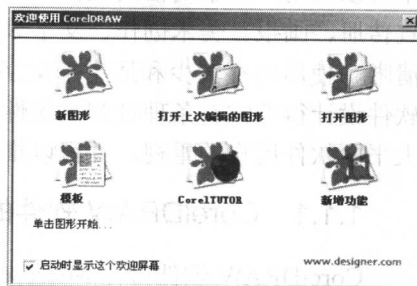 欢迎使用 CorelDRAW
新图形
打开上次编辑的图形
打开图形
模板
CorelTUTOR
新增功能
单击图形开始...
www.designer.com
启动时显示这个欢迎屏幕